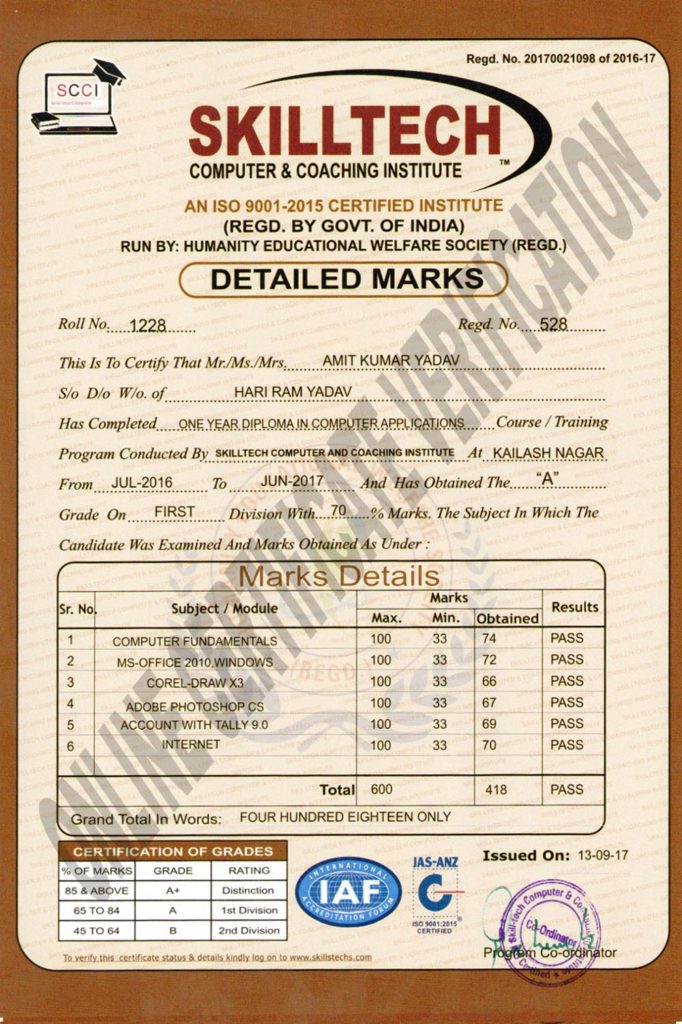 Regd. No. 20170021098 of 2016-17
SCCI
SKILLTECH™
COMPUTER & COACHING INSTITUTE
AN ISO 9001-2015 CERTIFIED INSTITUTE
(REGD. BY GOVT. OF INDIA)
RUN BY: HUMANITY EDUCATIONAL WELFARE SOCIETY (REGD.)
DETAILED MARKS
Roll No. 1228 Regd. No. 528
This Is To Certify That Mr./Ms./Mrs. AMIT KUMAR YADAV
S/o D/o W/o. of HARI RAM YADAV
Has Completed ONE YEAR DIPLOMA IN COMPUTER APPLICATIONS Course / Training
Program Conducted By SKILLTECH COMPUTER AND COACHING INSTITUTE At KAILASH NAGAR
From JUL-2016 To JUN-2017 And Has Obtained The "A"
Grade On FIRST Division With 70 % Marks. The Subject In Which The
Candidate Was Examined And Marks Obtained As Under :
Marks Details
Sr. No. Subject / Module Marks Results
Max. Min. Obtained
1 COMPUTER FUNDAMENTALS 100 33 74 PASS
2 MS-OFFICE 2010,WINDOWS 100 33 72 PASS
3 COREL-DRAW X3 100 33 66 PASS
4 ADOBE PHOTOSHOP CS 100 33 67 PASS
5 ACCOUNT WITH TALLY 9.0 100 33 69 PASS
6 INTERNET 100 33 70 PASS
Total 600 418 PASS
Grand Total In Words: FOUR HUNDRED EIGHTEEN ONLY
ONLINE CERTIFICATE VERIFICATION
CERTIFICATION OF GRADES
% OF MARKS GRADE RATING
85 & ABOVE A+ Distinction
65 TO 84 A 1st Division
45 TO 64 B 2nd Division
INTERNATIONAL
IAF
ACCREDITATION FORUM
JAS-ANZ
C
ISO 9001:2015
CERTIFIED
Issued On: 13-09-17
Skill-Tech Computer & Co
Co-Ordinator
Program Co-ordinator
To verify this certificate status & details kindly log on to www.skillstechs.com